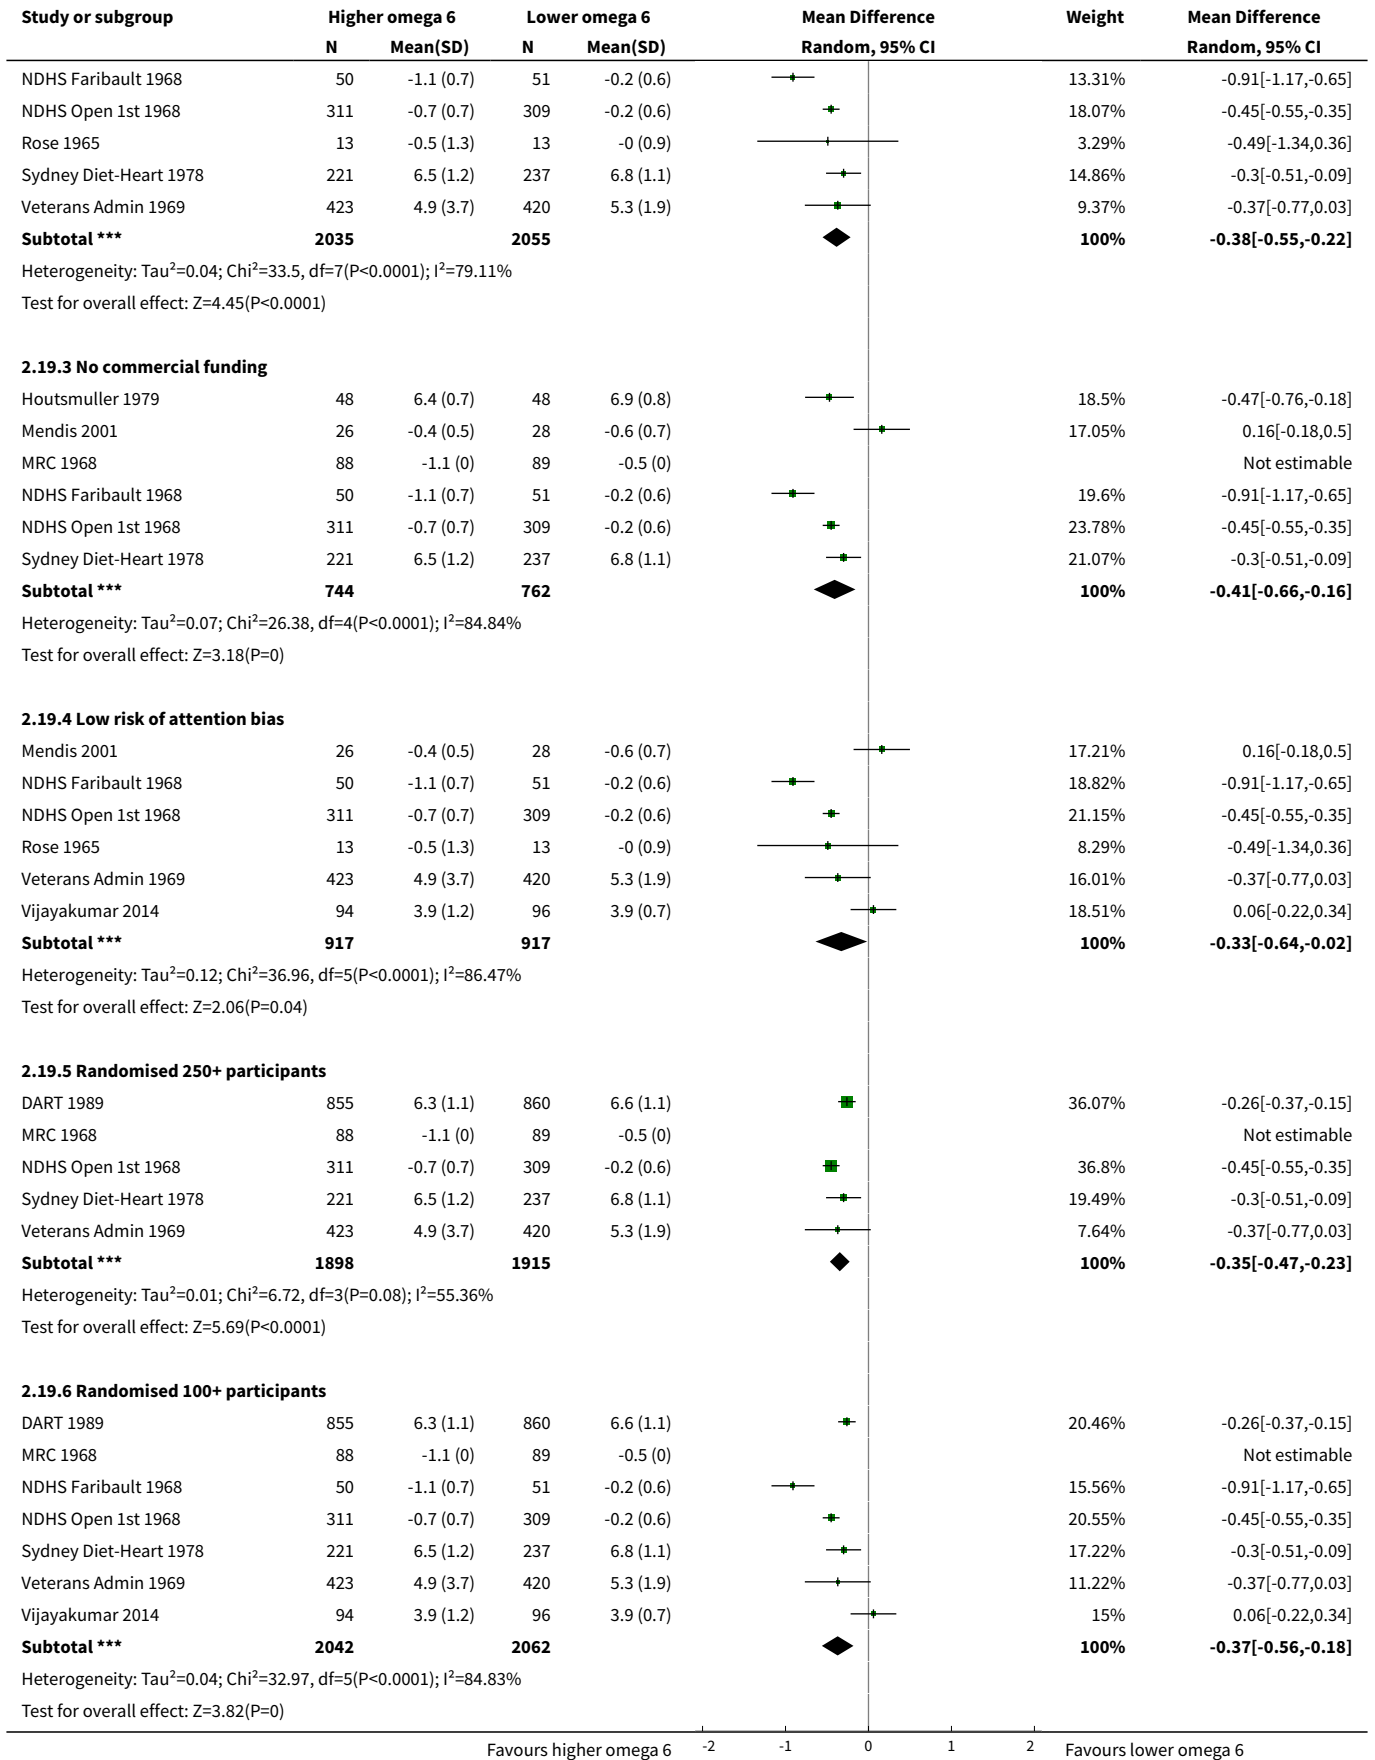 Study or subgroup Higher omega 6 Lower omega 6 Mean Difference Weight Mean Difference
N Mean(SD) N Mean(SD) Random, 95% CI Random, 95% CI
NDHS Faribault 1968 50 -1.1 (0.7) 51 -0.2 (0.6) 13.31% -0.91[-1.17,-0.65]
NDHS Open 1st 1968 311 -0.7 (0.7) 309 -0.2 (0.6) 18.07% -0.45[-0.55,-0.35]
Rose 1965 13 -0.5 (1.3) 13 -0 (0.9) 3.29% -0.49[-1.34,0.36]
Sydney Diet-Heart 1978 221 6.5 (1.2) 237 6.8 (1.1) 14.86% -0.3[-0.51,-0.09]
Veterans Admin 1969 423 4.9 (3.7) 420 5.3 (1.9) 9.37% -0.37[-0.77,0.03]
Subtotal *** 2035 2055 100% -0.38[-0.55,-0.22]
Heterogeneity: Tau²=0.04; Chi²=33.5, df=7(P<0.0001); I²=79.11%
Test for overall effect: Z=4.45(P<0.0001)
2.19.3 No commercial funding
Houtsmuller 1979 48 6.4 (0.7) 48 6.9 (0.8) 18.5% -0.47[-0.76,-0.18]
Mendis 2001 26 -0.4 (0.5) 28 -0.6 (0.7) 17.05% 0.16[-0.18,0.5]
MRC 1968 88 -1.1 (0) 89 -0.5 (0) Not estimable
NDHS Faribault 1968 50 -1.1 (0.7) 51 -0.2 (0.6) 19.6% -0.91[-1.17,-0.65]
NDHS Open 1st 1968 311 -0.7 (0.7) 309 -0.2 (0.6) 23.78% -0.45[-0.55,-0.35]
Sydney Diet-Heart 1978 221 6.5 (1.2) 237 6.8 (1.1) 21.07% -0.3[-0.51,-0.09]
Subtotal *** 744 762 100% -0.41[-0.66,-0.16]
Heterogeneity: Tau²=0.07; Chi²=26.38, df=4(P<0.0001); I²=84.84%
Test for overall effect: Z=3.18(P=0)
2.19.4 Low risk of attention bias
Mendis 2001 26 -0.4 (0.5) 28 -0.6 (0.7) 17.21% 0.16[-0.18,0.5]
NDHS Faribault 1968 50 -1.1 (0.7) 51 -0.2 (0.6) 18.82% -0.91[-1.17,-0.65]
NDHS Open 1st 1968 311 -0.7 (0.7) 309 -0.2 (0.6) 21.15% -0.45[-0.55,-0.35]
Rose 1965 13 -0.5 (1.3) 13 -0 (0.9) 8.29% -0.49[-1.34,0.36]
Veterans Admin 1969 423 4.9 (3.7) 420 5.3 (1.9) 16.01% -0.37[-0.77,0.03]
Vijayakumar 2014 94 3.9 (1.2) 96 3.9 (0.7) 18.51% 0.06[-0.22,0.34]
Subtotal *** 917 917 100% -0.33[-0.64,-0.02]
Heterogeneity: Tau²=0.12; Chi²=36.96, df=5(P<0.0001); I²=86.47%
Test for overall effect: Z=2.06(P=0.04)
2.19.5 Randomised 250+ participants
DART 1989 855 6.3 (1.1) 860 6.6 (1.1) 36.07% -0.26[-0.37,-0.15]
MRC 1968 88 -1.1 (0) 89 -0.5 (0) Not estimable
NDHS Open 1st 1968 311 -0.7 (0.7) 309 -0.2 (0.6) 36.8% -0.45[-0.55,-0.35]
Sydney Diet-Heart 1978 221 6.5 (1.2) 237 6.8 (1.1) 19.49% -0.3[-0.51,-0.09]
Veterans Admin 1969 423 4.9 (3.7) 420 5.3 (1.9) 7.64% -0.37[-0.77,0.03]
Subtotal *** 1898 1915 100% -0.35[-0.47,-0.23]
Heterogeneity: Tau²=0.01; Chi²=6.72, df=3(P=0.08); I²=55.36%
Test for overall effect: Z=5.69(P<0.0001)
2.19.6 Randomised 100+ participants
DART 1989 855 6.3 (1.1) 860 6.6 (1.1) 20.46% -0.26[-0.37,-0.15]
MRC 1968 88 -1.1 (0) 89 -0.5 (0) Not estimable
NDHS Faribault 1968 50 -1.1 (0.7) 51 -0.2 (0.6) 15.56% -0.91[-1.17,-0.65]
NDHS Open 1st 1968 311 -0.7 (0.7) 309 -0.2 (0.6) 20.55% -0.45[-0.55,-0.35]
Sydney Diet-Heart 1978 221 6.5 (1.2) 237 6.8 (1.1) 17.22% -0.3[-0.51,-0.09]
Veterans Admin 1969 423 4.9 (3.7) 420 5.3 (1.9) 11.22% -0.37[-0.77,0.03]
Vijayakumar 2014 94 3.9 (1.2) 96 3.9 (0.7) 15% 0.06[-0.22,0.34]
Subtotal *** 2042 2062 100% -0.37[-0.56,-0.18]
Heterogeneity: Tau²=0.04; Chi²=32.97, df=5(P<0.0001); I²=84.83%
Test for overall effect: Z=3.82(P=0)
Favours higher omega 6 -2 -1 0 1 2 Favours lower omega 6